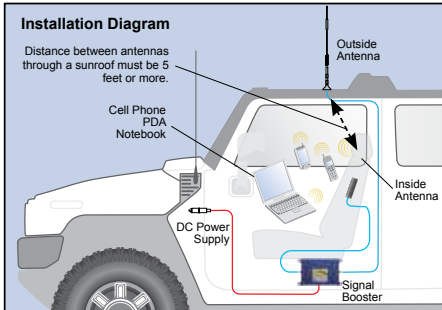 Installation Diagram
Distance between antennas
through a sunroof must be 5
feet or more.
Outside
Antenna
Cell Phone
PDA
Notebook
Inside
Antenna
DC Power
Supply
Signal
Booster